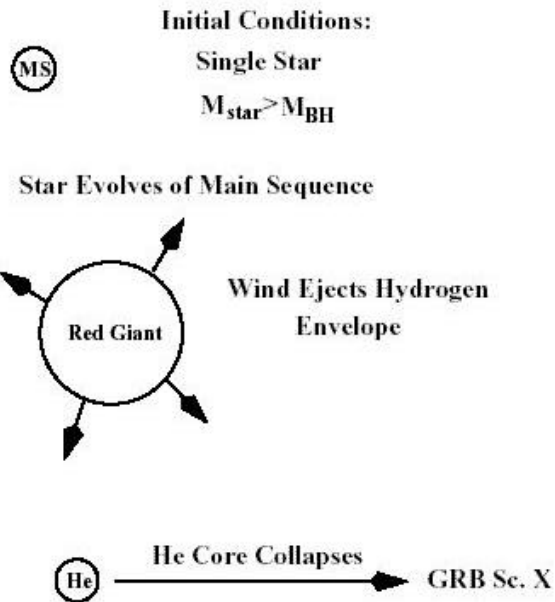 Initial Conditions:
MS
Single Star
M_star>M_BH
Star Evolves of Main Sequence
Wind Ejects Hydrogen
Envelope
Red Giant
He Core Collapses
He
GRB Sc. X